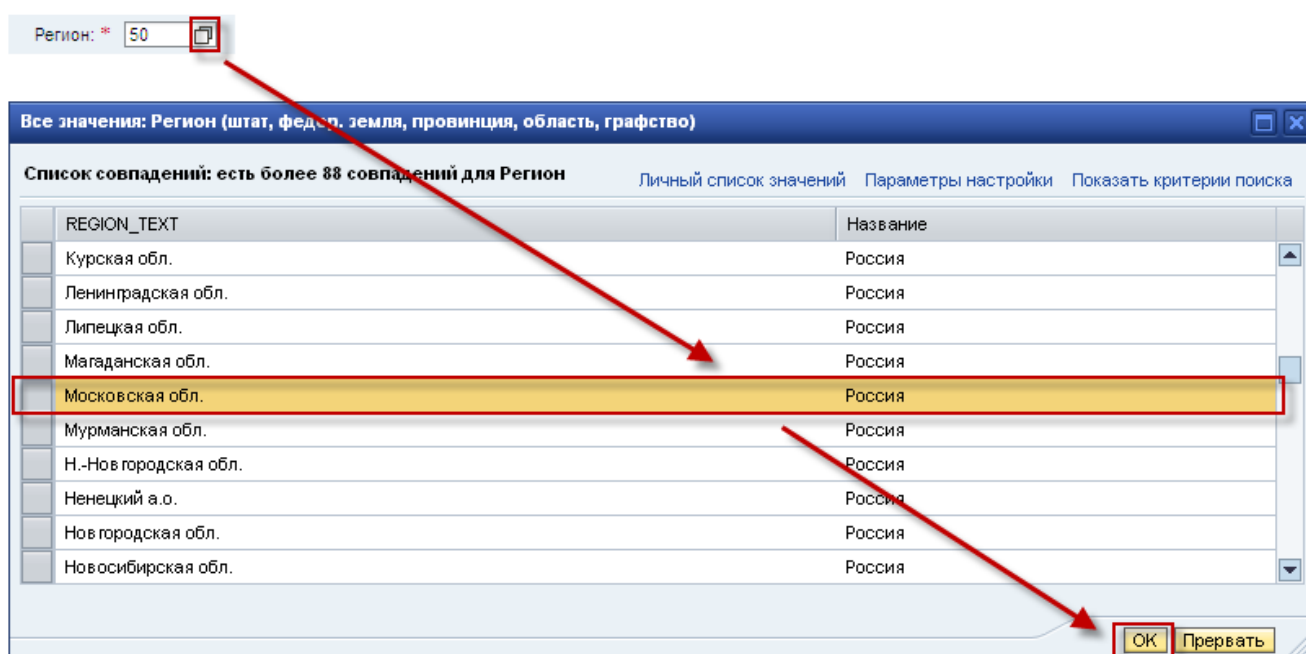 Регион: * 50
Все значения: Регион (штат, федер. земля, провинция, область, графство)
Список совпадений: есть более 88 совпадений для Регион Личный список значений Параметры настройки Показать критерии поиска
REGION_TEXT Название
Курская обл. Россия
Ленинградская обл. Россия
Липецкая обл. Россия
Магаданская обл. Россия
Московская обл. Россия
Мурманская обл. Россия
Н.-Новгородская обл. Россия
Ненецкий а.о. Россия
Новгородская обл. Россия
Новосибирская обл. Россия
OK Прервать